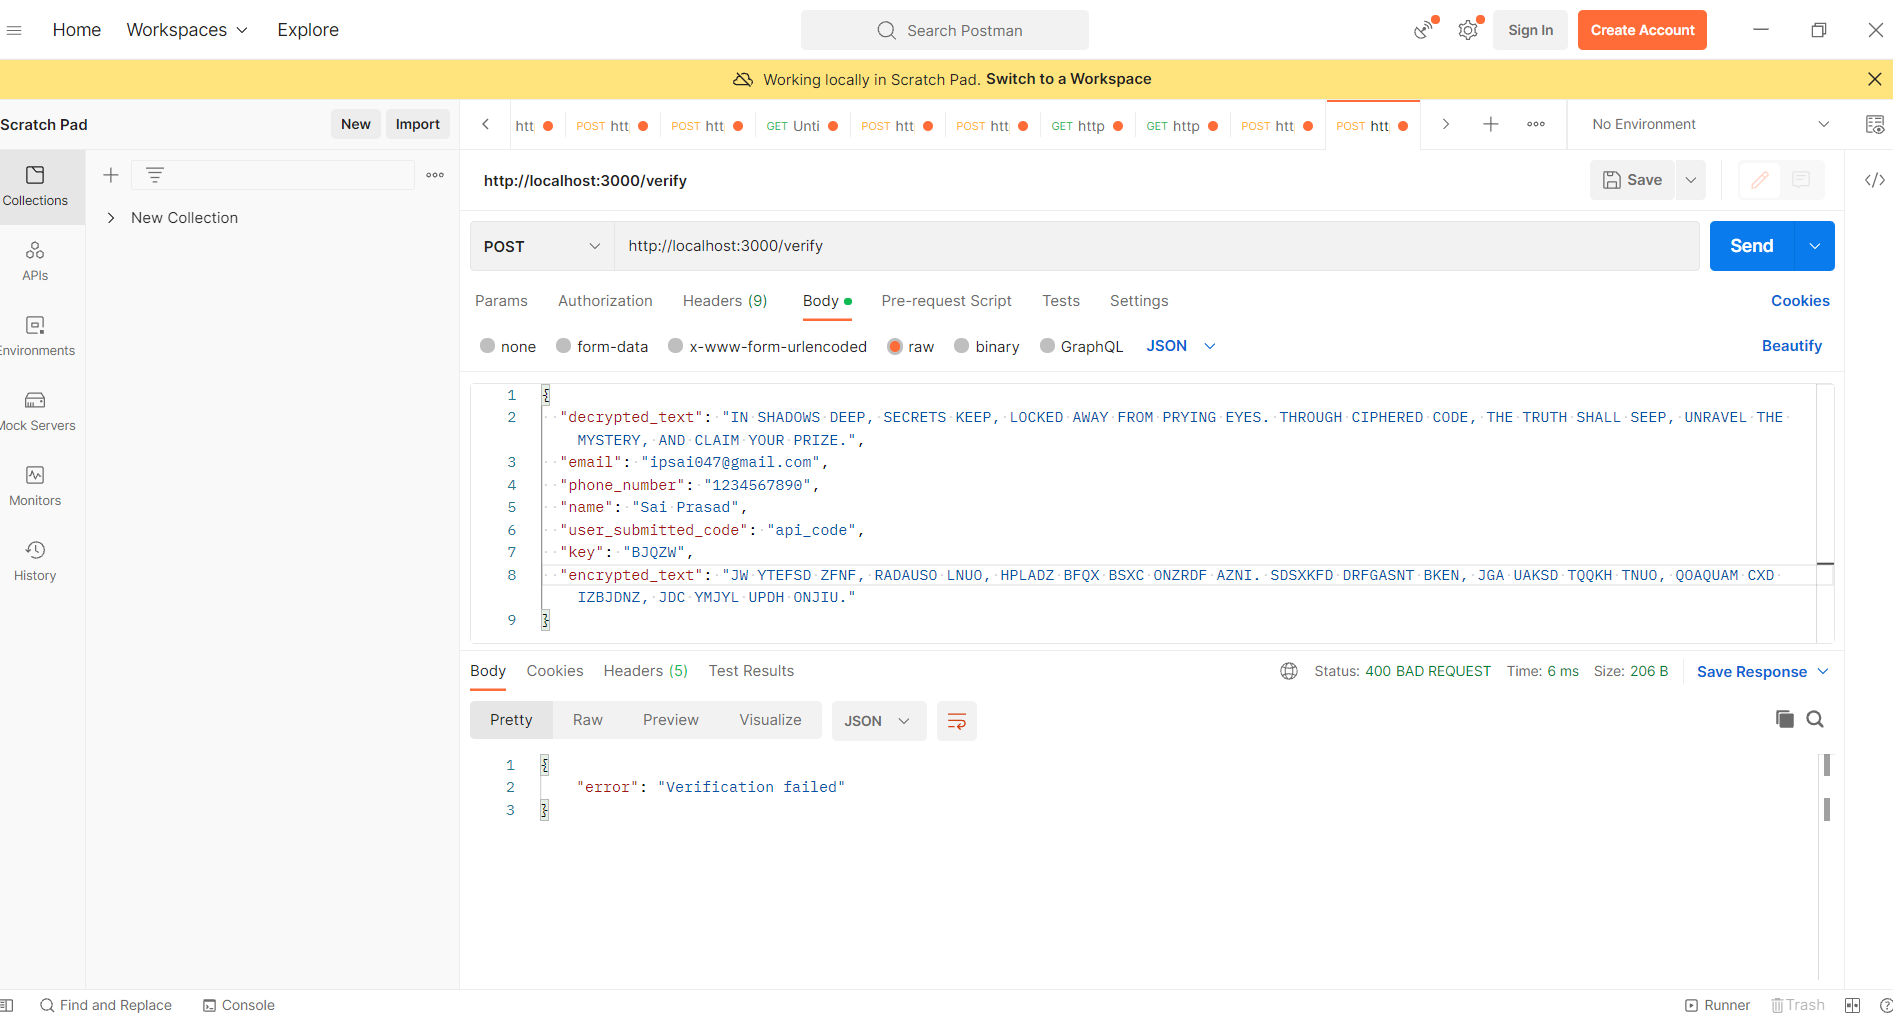 Home Workspaces Explore Search Postman Sign In Create Account
Working locally in Scratch Pad. Switch to a Workspace
Scratch Pad New Import htt POST htt POST htt GET Unti POST htt POST htt GET http GET http POST htt POST htt No Environment
Collections
New Collection
APIs
Environments
Mock Servers
Monitors
History
http://localhost:3000/verify Save
POST http://localhost:3000/verify Send
Params Authorization Headers (9) Body Pre-request Script Tests Settings Cookies
none form-data x-www-form-urlencoded raw binary GraphQL JSON Beautify
1 {
2 "decrypted_text": "IN SHADOWS DEEP, SECRETS KEEP, LOCKED AWAY FROM PRYING EYES. THROUGH CIPHERED CODE, THE TRUTH SHALL SEEP, UNRAVEL THE
MYSTERY, AND CLAIM YOUR PRIZE.",
3 "email": "ipsai047@gmail.com",
4 "phone_number": "1234567890",
5 "name": "Sai Prasad",
6 "user_submitted_code": "api_code",
7 "key": "BJQZW",
8 "encrypted_text": "JW YTEFSD ZFNF, RADAUSO LNUO, HPLADZ BFQX BSXC ONZRDF AZNI. SDSXKFD DRFGASNT BKEN, JGA UAKSD TQQKH TNUO, QOAQUAM CXD
IZBJDNZ, JDC YMJYL UPDH ONJIU."
9 }
Body Cookies Headers (5) Test Results Status: 400 BAD REQUEST Time: 6 ms Size: 206 B Save Response
Pretty Raw Preview Visualize JSON
1 {
2 "error": "Verification failed"
3 }
Find and Replace Console Runner Trash